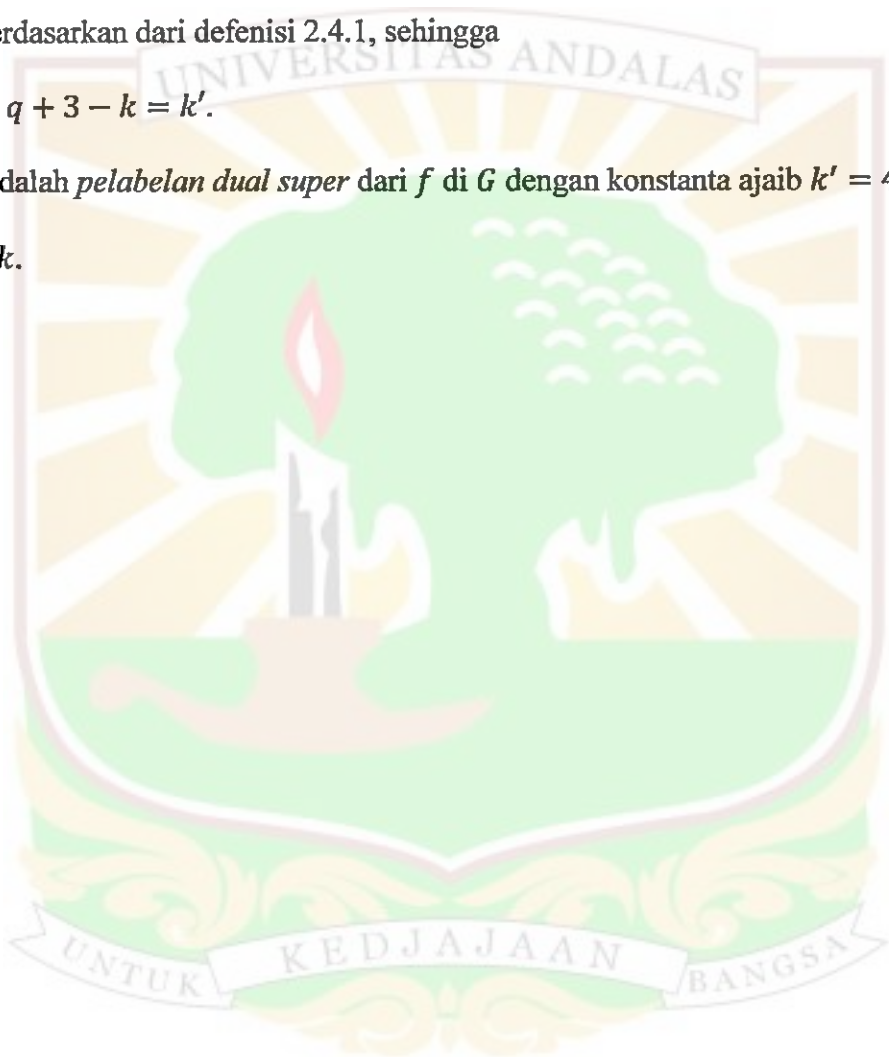 erdasarkan dari defenisi 2.4.1, sehingga
UNIVERSITAS ANDALAS
q + 3 − k = k′.
dalah pelabelan dual super dari f di G dengan konstanta ajaib k′ =
k.
UNTUK KEDJAJAAN BANGSA